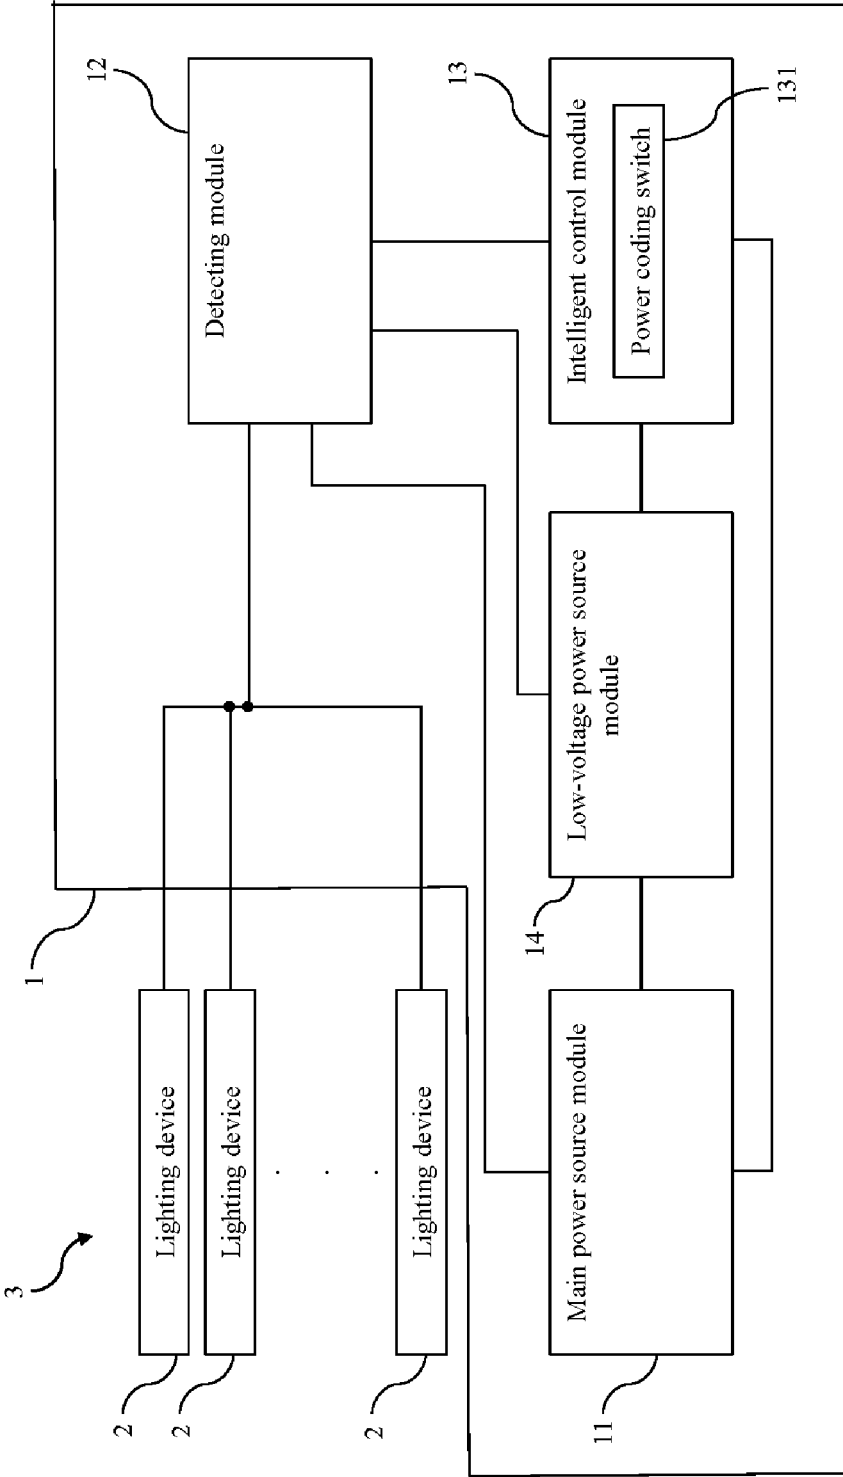 3
2
Lighting device
2
Lighting device
. . .
2
Lighting device
1
12
Detecting module
11
Main power source module
14
Low-voltage power source
module
13
Intelligent control module
Power coding switch
131